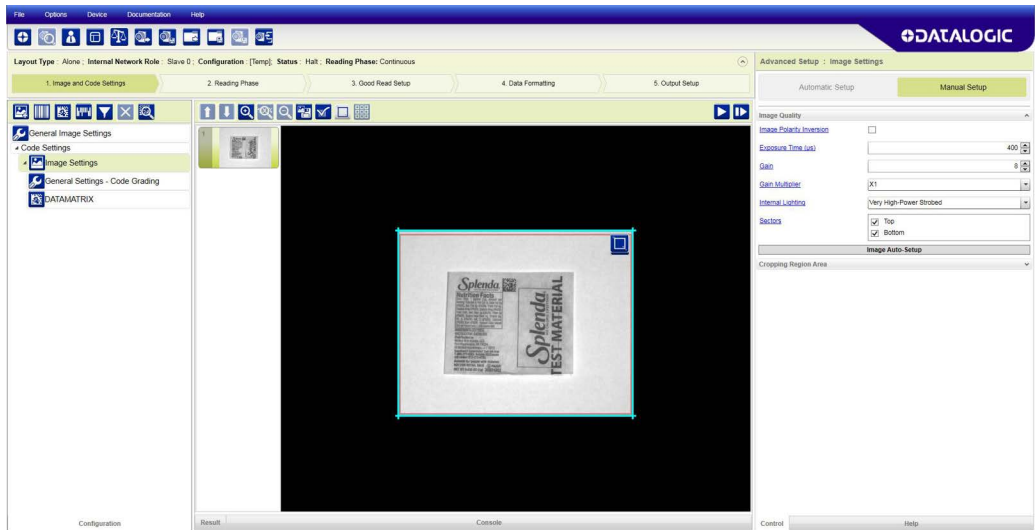 File Options Device Documentation Help
DATALOGIC
Layout Type : Alone ; Internal Network Role : Slave 0 ; Configuration : [Temp]; Status : Halt ; Reading Phase: Continuous
Advanced Setup : Image Settings
1. Image and Code Settings 2. Reading Phase 3. Good Read Setup 4. Data Formatting 5. Output Setup
Automatic Setup Manual Setup
General Image Settings
Code Settings
Image Settings
General Settings - Code Grading
DATAMATRIX
1
Splenda
Nutrition Facts
Splenda
TEST MATERIAL
Image Quality
Image Polarity Inversion
Exposure Time (us) 400
Gain 8
Gain Multiplier X1
Internal Lighting Very High-Power Strobed
Sectors Top
Bottom
Image Auto-Setup
Cropping Region Area
Configuration Result Console Control Help